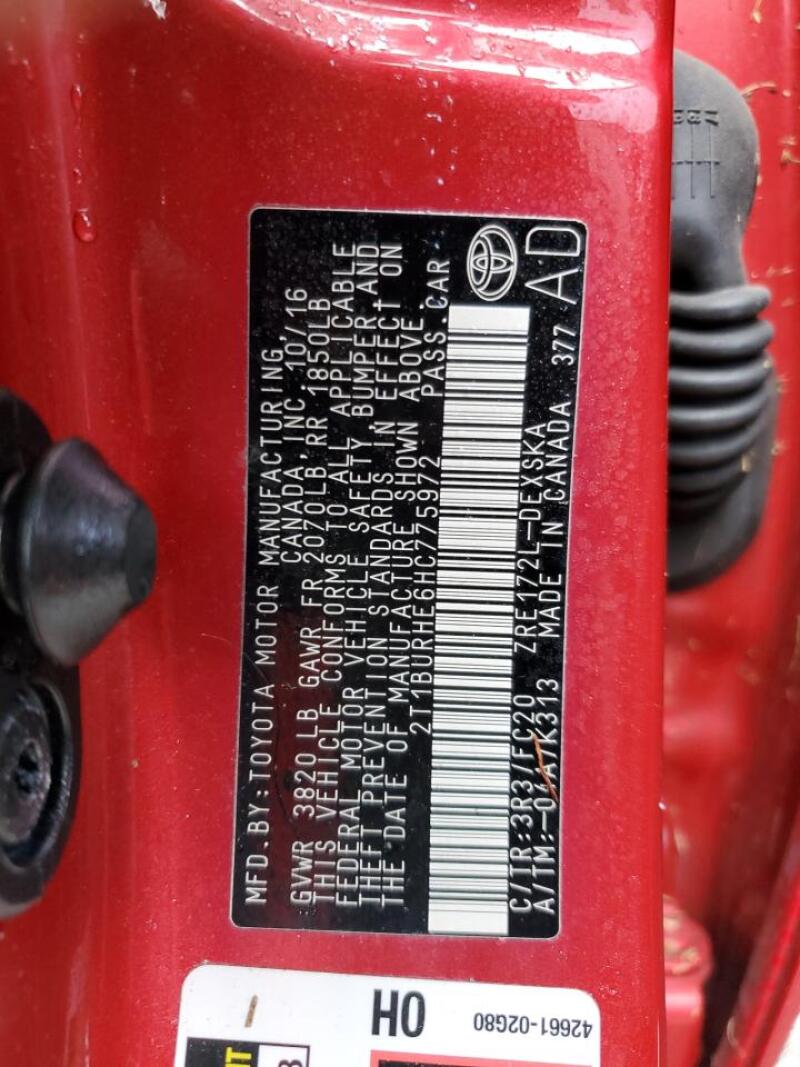 MFD.BY:TOYOTA MOTOR MANUFACTURING,
CANADA,INC. 10/16
GVWR 3820LB GAWR FR 2070LB,RR 1850LB
THIS VEHICLE CONFORMS TO ALL APPLICABLE
FEDERAL MOTOR VEHICLE SAFETY, BUMPER, AND
THEFT PREVENTION STANDARDS IN EFFECT ON
THE DATE OF MANUFACTURE SHOWN ABOVE.
2T1BURHE6HC775972 PASS.CAR
C/TR:3R3/FC20 ZRE172L-DEXSKA
A/TM:-04A/K313 MADE IN CANADA 377 AD
0H
42661-02G80